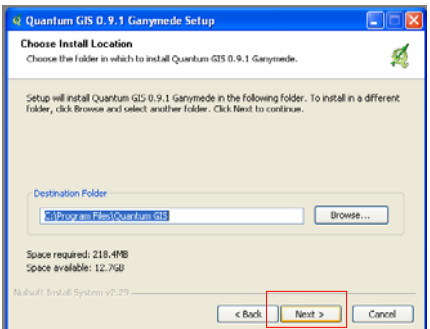 Quantum GIS 0.9.1 Ganymede Setup
Choose Install Location
Choose the folder in which to install Quantum GIS 0.9.1 Ganymede.
Setup will install Quantum GIS 0.9.1 Ganymede in the following folder. To install in a different
folder, click Browse and select another folder. Click Next to continue.
Destination Folder
C:\Program Files\Quantum GIS
Browse...
Space required: 218.4MB
Space available: 12.7GB
Nullsoft Install System v2.29
< Back
Next >
Cancel